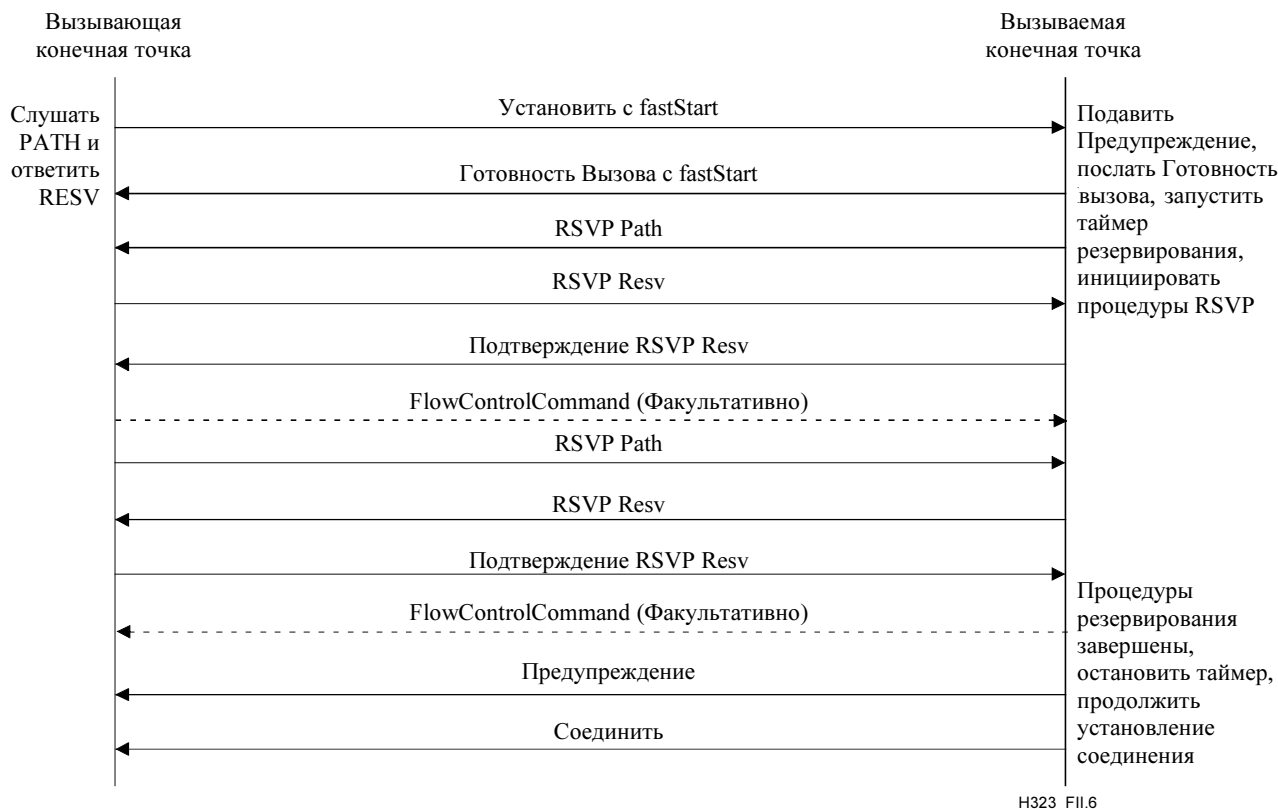 Вызывающая
конечная точка
Вызываемая
конечная точка
Слушать
PATH и
ответить
RESV
Установить с fastStart
Готовность Вызова с fastStart
RSVP Path
RSVP Resv
Подтверждение RSVP Resv
FlowControlCommand (Факультативно)
RSVP Path
RSVP Resv
Подтверждение RSVP Resv
FlowControlCommand (Факультативно)
Предупреждение
Соединить
Подавить
Предупреждение,
послать Готовность
вызова, запустить
таймер
резервирования,
инициировать
процедуры RSVP
Процедуры
резервирования
завершены,
остановить таймер,
продолжить
установление
соединения
H323_FII.6